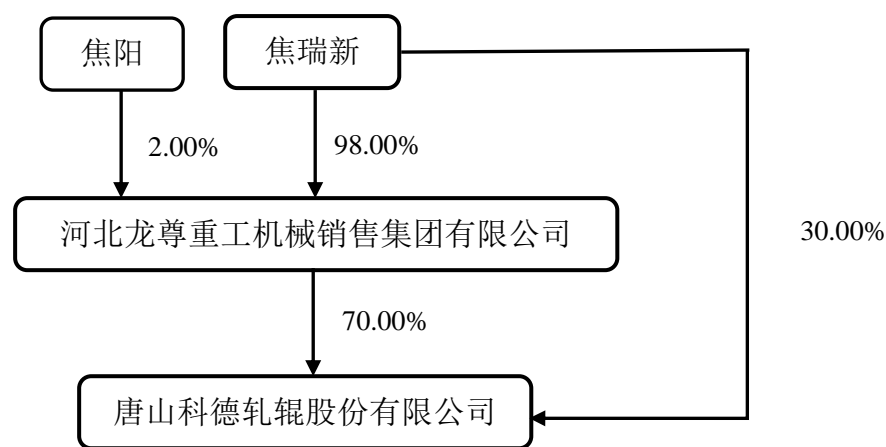 焦阳
焦瑞新
2.00%
98.00%
河北龙尊重工机械销售集团有限公司
30.00%
70.00%
唐山科德轧辊股份有限公司